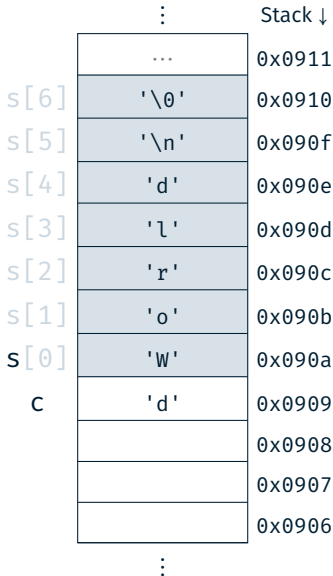 ⋮ Stack ↓
... 0x0911
s[6] '\0' 0x0910
s[5] '\n' 0x090f
s[4] 'd' 0x090e
s[3] 'l' 0x090d
s[2] 'r' 0x090c
s[1] 'o' 0x090b
s[0] 'W' 0x090a
c 'd' 0x0909
0x0908
0x0907
0x0906
⋮